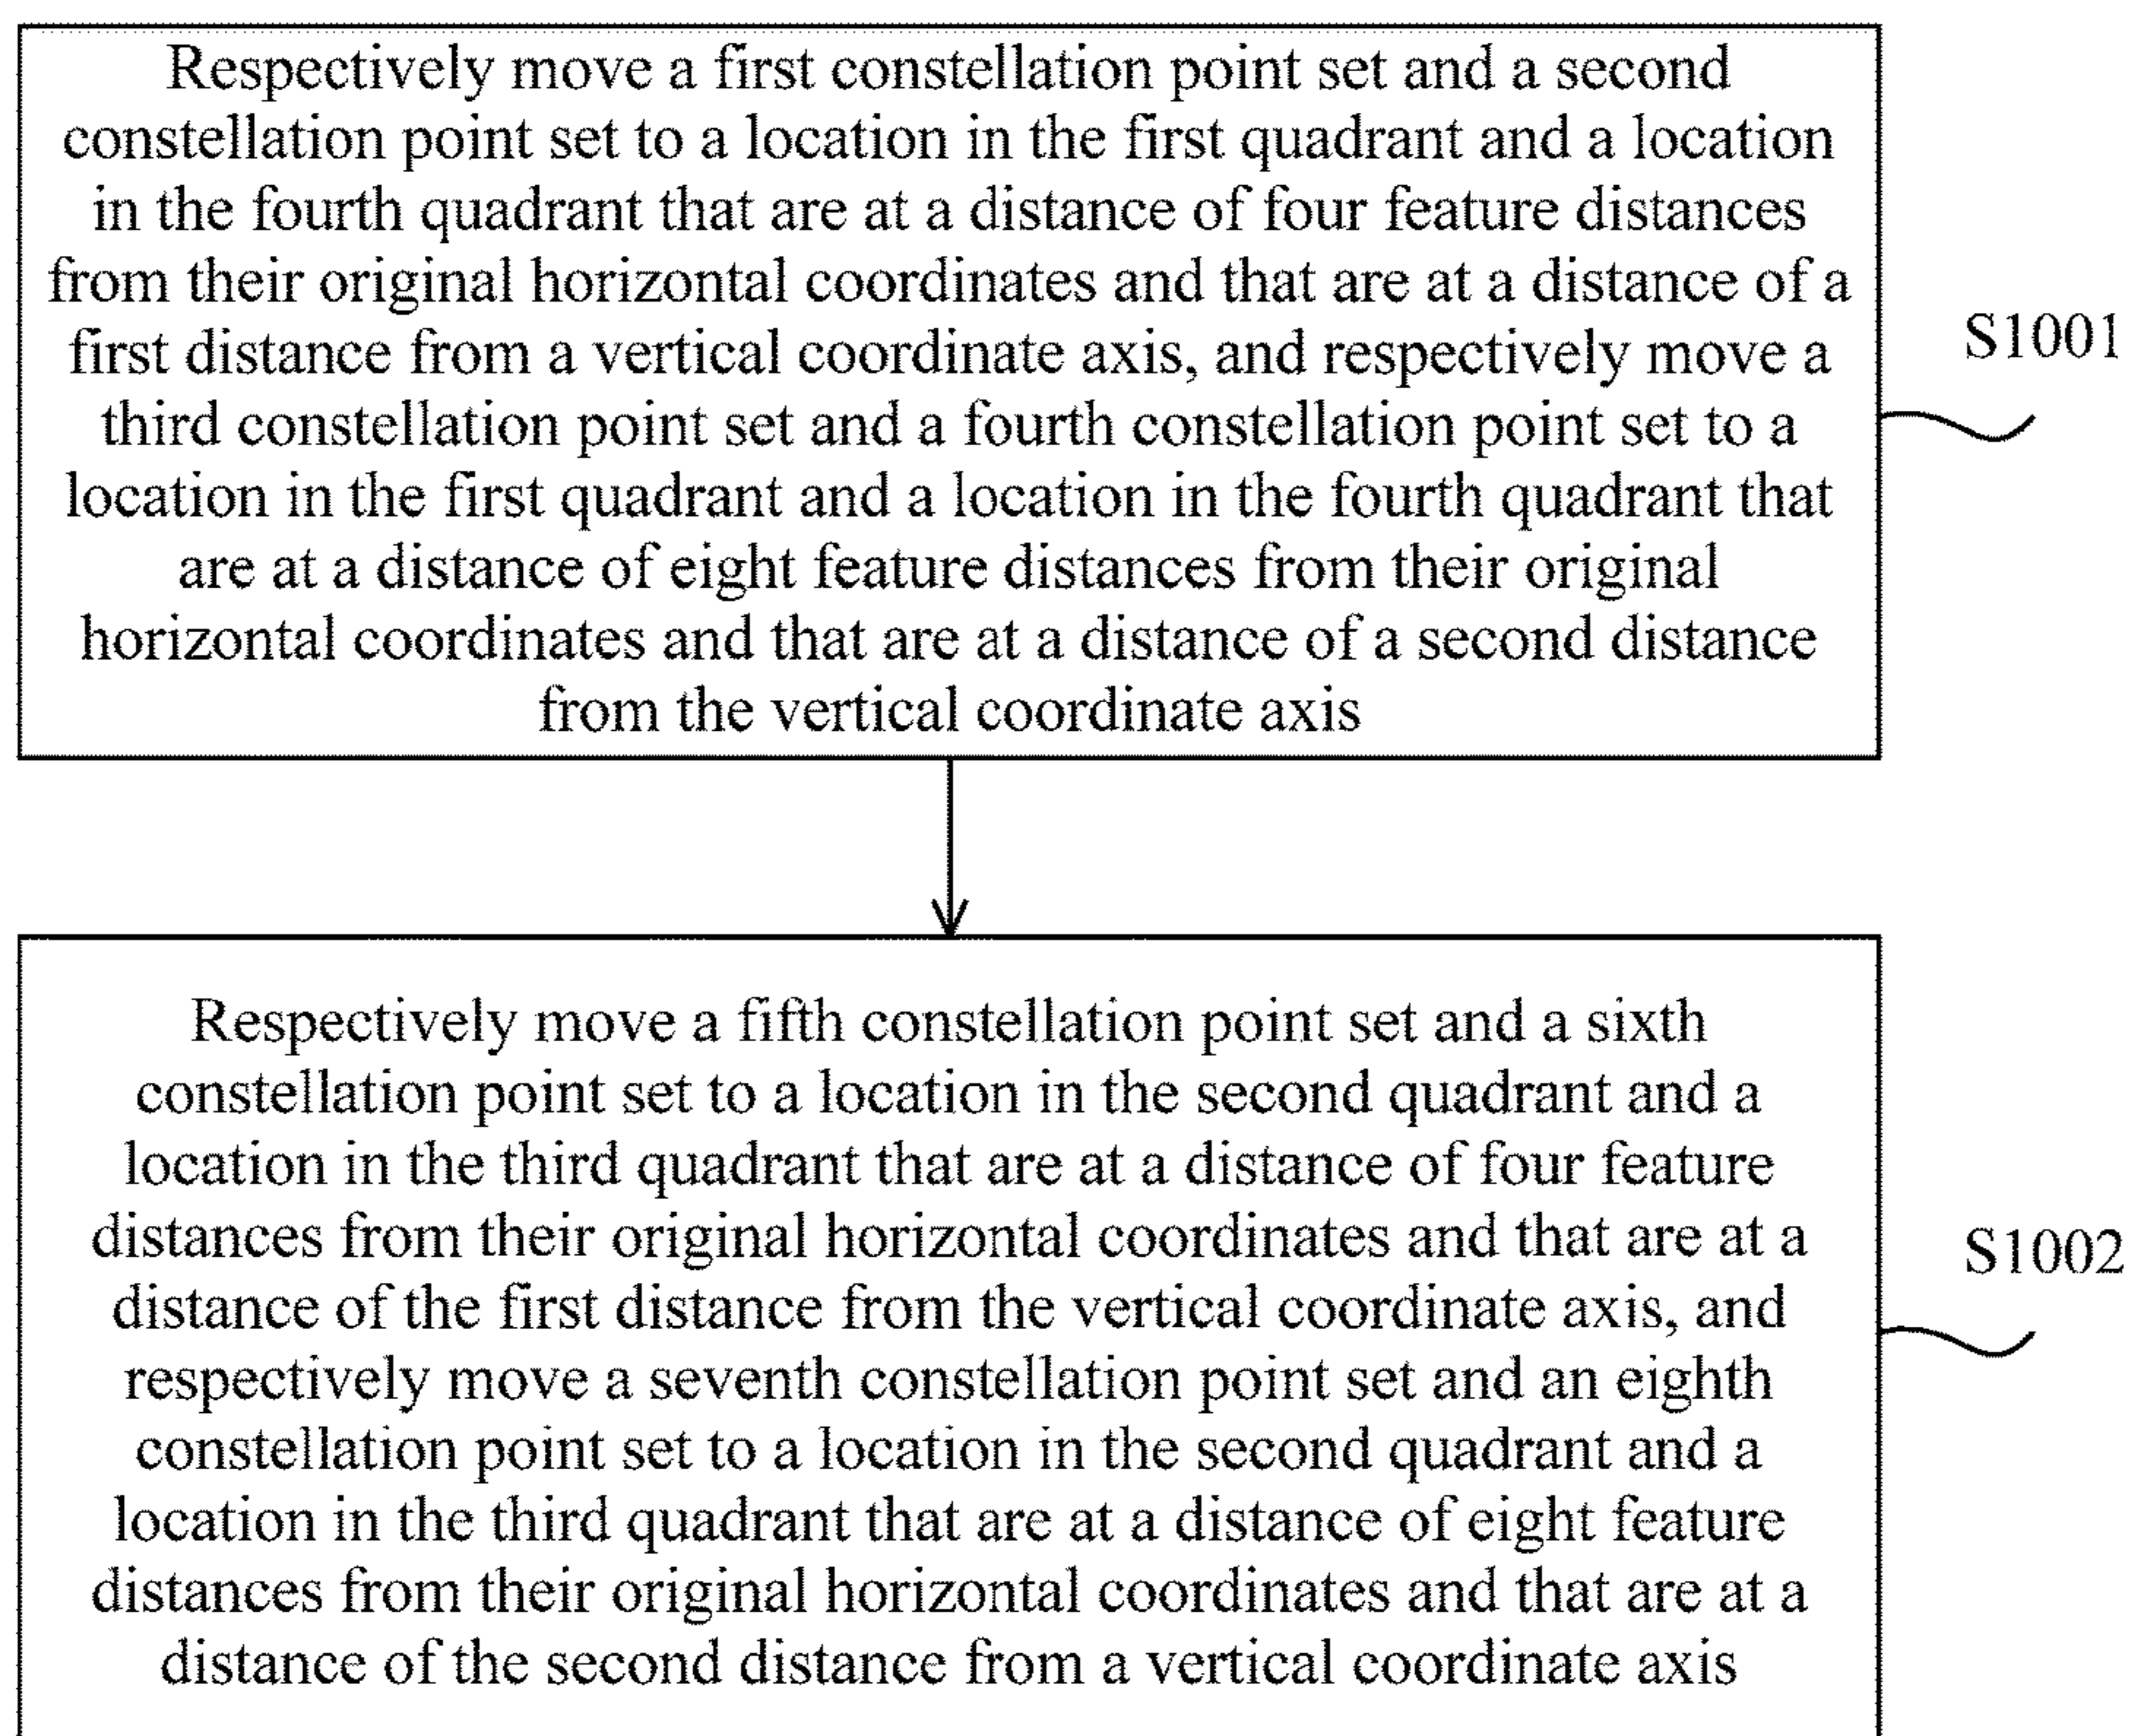 Respectively move a first constellation point set and a second
constellation point set to a location in the first quadrant and a location
in the fourth quadrant that are at a distance of four feature distances
from their original horizontal coordinates and that are at a distance of a
first distance from a vertical coordinate axis, and respectively move a
third constellation point set and a fourth constellation point set to a
location in the first quadrant and a location in the fourth quadrant that
are at a distance of eight feature distances from their original
horizontal coordinates and that are at a distance of a second distance
from the vertical coordinate axis
S1001
Respectively move a fifth constellation point set and a sixth
constellation point set to a location in the second quadrant and a
location in the third quadrant that are at a distance of four feature
distances from their original horizontal coordinates and that are at a
distance of the first distance from the vertical coordinate axis, and
respectively move a seventh constellation point set and an eighth
constellation point set to a location in the second quadrant and a
location in the third quadrant that are at a distance of eight feature
distances from their original horizontal coordinates and that are at a
distance of the second distance from a vertical coordinate axis
S1002